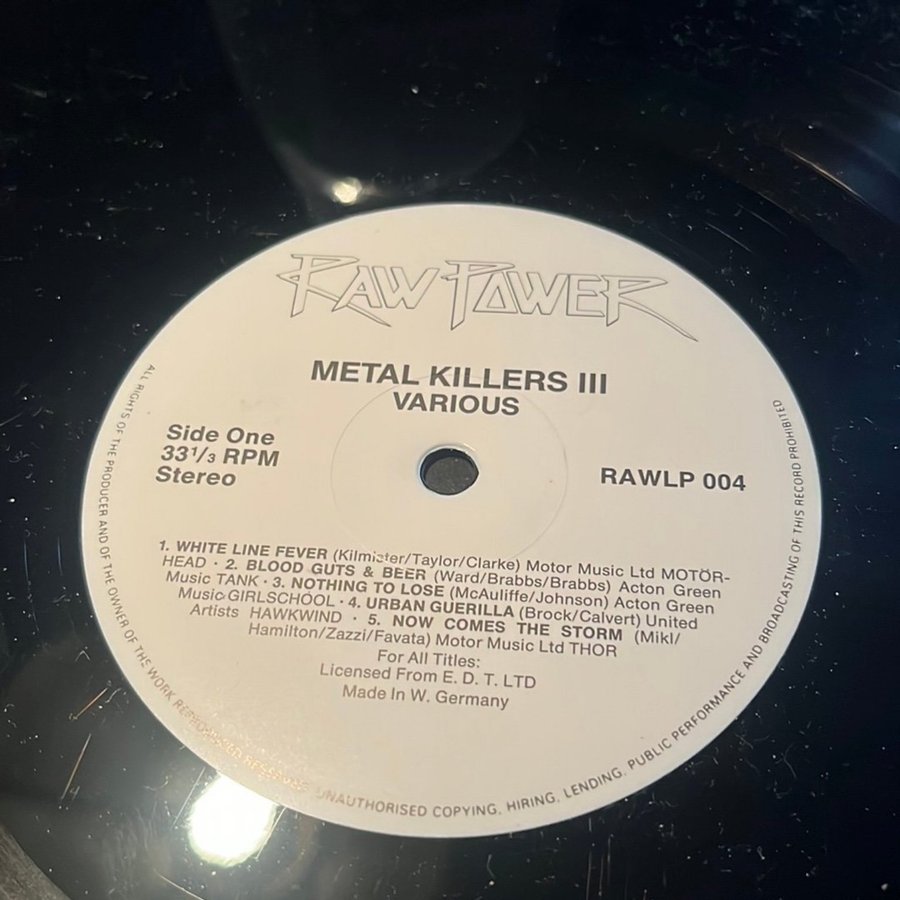 RAW POWER
METAL KILLERS III
VARIOUS
Side One
33 1/3 RPM
Stereo
RAWLP 004
1. WHITE LINE FEVER (Kilmister/Taylor/Clarke) Motor Music Ltd MOTÖR-
HEAD · 2. BLOOD GUTS & BEER (Ward/Brabbs/Brabbs) Acton Green
Music TANK · 3. NOTHING TO LOSE (McAuliffe/Johnson) Acton Green
Music GIRLSCHOOL · 4. URBAN GUERILLA (Brock/Calvert) United
Artists HAWKWIND · 5. NOW COMES THE STORM (Mikl/
Hamilton/Zazzi/Favata) Motor Music Ltd THOR
For All Titles:
Licensed From E. D. T. LTD
Made In W. Germany
ALL RIGHTS OF THE PRODUCER AND OF THE OWNER OF THE WORK REPRODUCED RESERVED. UNAUTHORISED COPYING, HIRING, LENDING, PUBLIC PERFORMANCE AND BROADCASTING OF THIS RECORD PROHIBITED